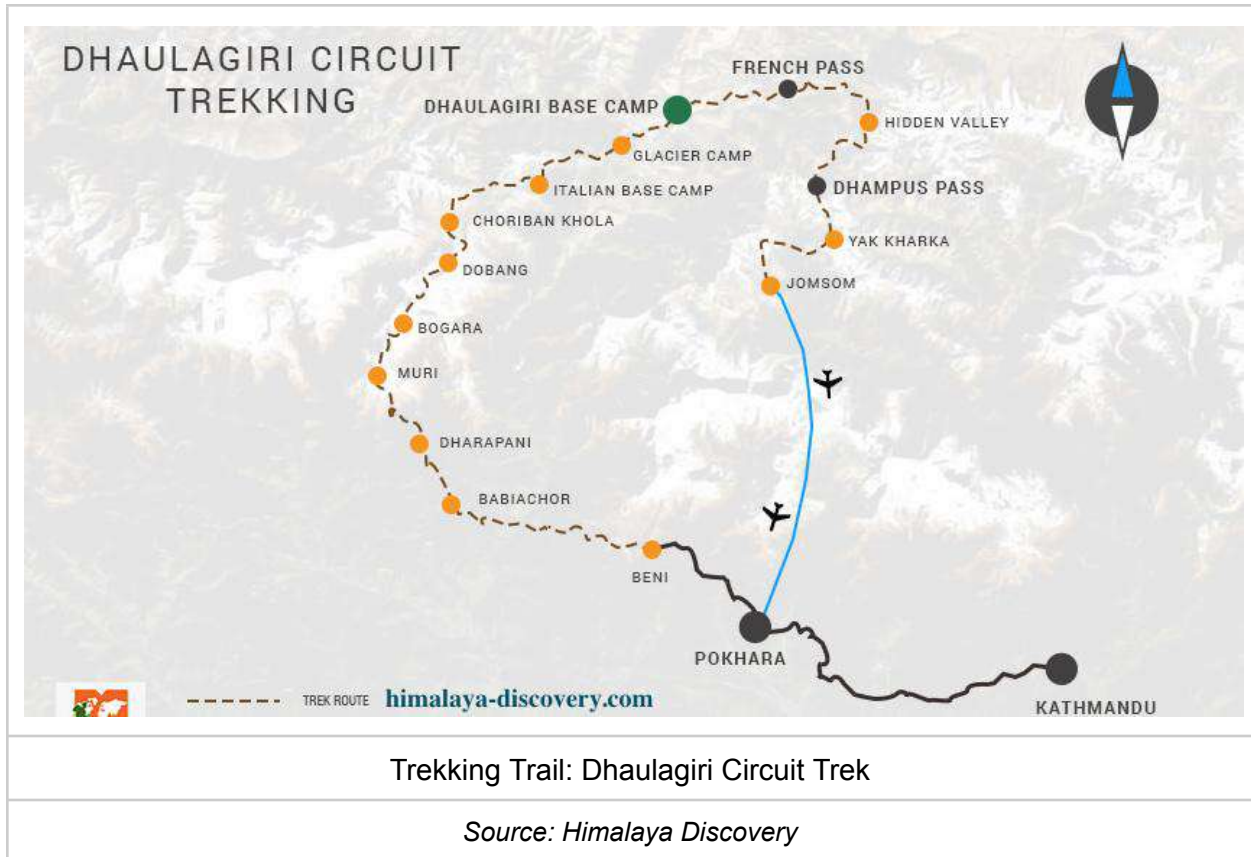 DHAULAGIRI CIRCUIT
TREKKING
FRENCH PASS
DHAULAGIRI BASE CAMP
HIDDEN VALLEY
GLACIER CAMP
ITALIAN BASE CAMP
DHAMPUS PASS
CHORIBAN KHOLA
YAK KHARKA
DOBANG
JOMSOM
BOGARA
MURI
DHARAPANI
BABIACHOR
BENI
POKHARA
KATHMANDU
TREK ROUTE himalaya-discovery.com
Trekking Trail: Dhaulagiri Circuit Trek
Source: Himalaya Discovery